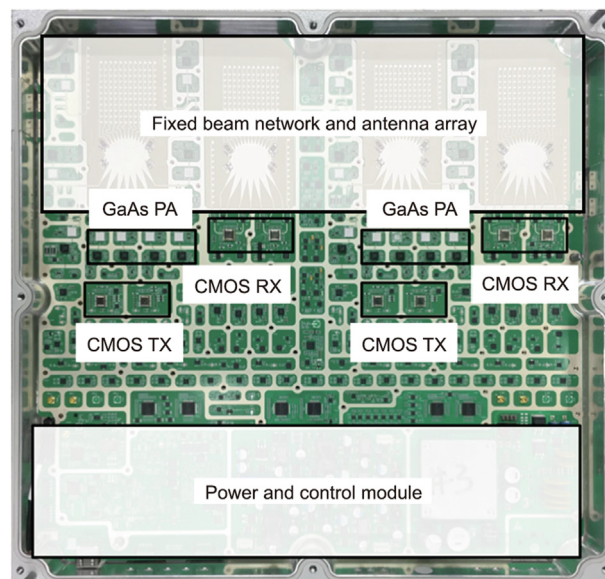 Fixed beam network and antenna array
GaAs PA
GaAs PA
CMOS RX
CMOS RX
CMOS TX
CMOS TX
Power and control module